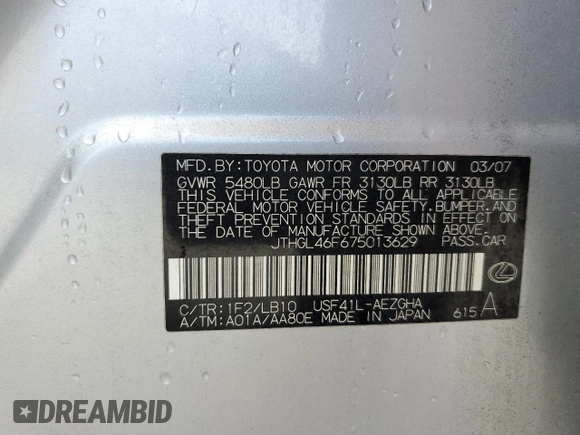 MFD.BY:TOYOTA MOTOR CORPORATION 03/07
GVWR 5480LB GAWR FR 3130LB RR 3130LB
THIS VEHICLE CONFORMS TO ALL APPLICABLE
FEDERAL MOTOR VEHICLE SAFETY,BUMPER,AND
THEFT PREVENTION STANDARDS IN EFFECT ON
THE DATE OF MANUFACTURE SHOWN ABOVE.
JTHGL46F675013629 PASS.CAR
C/TR:1F2/LB10 USF41L-AEZGHA
A/TM:A01A/AA80E MADE IN JAPAN 615 A
DREAMBID